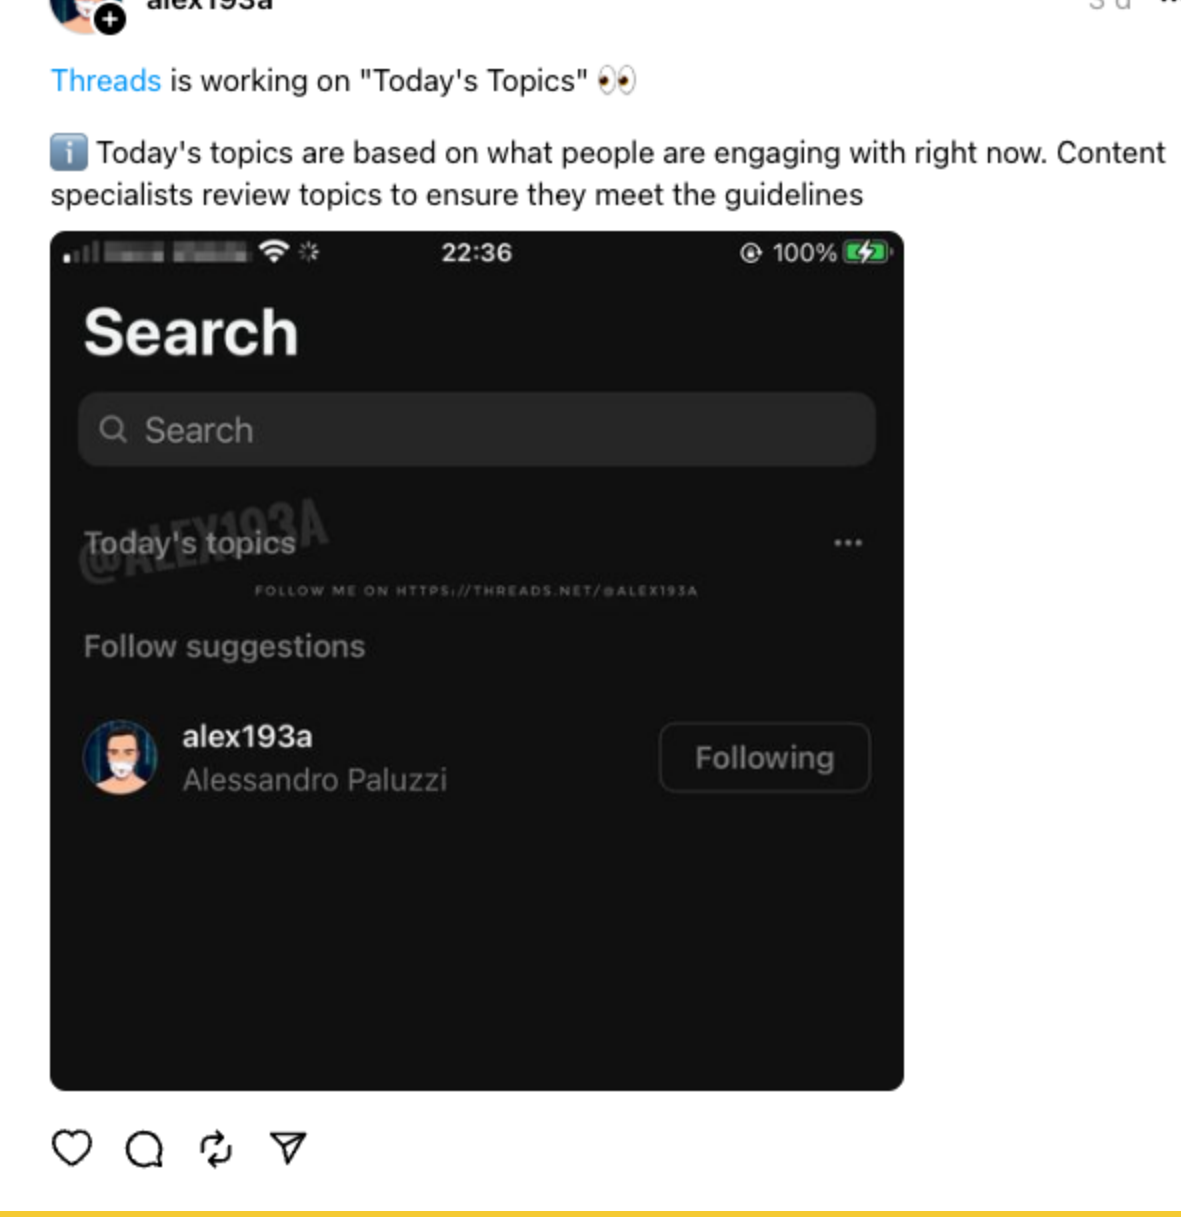 alex193a
3 d
Threads is working on "Today's Topics" 👀
ℹ️ Today's topics are based on what people are engaging with right now. Content
specialists review topics to ensure they meet the guidelines
22:36 100%
Search
Search
@ALEX193A
Today's topics
FOLLOW ME ON HTTPS://THREADS.NET/@ALEX193A
Follow suggestions
alex193a
Alessandro Paluzzi
Following